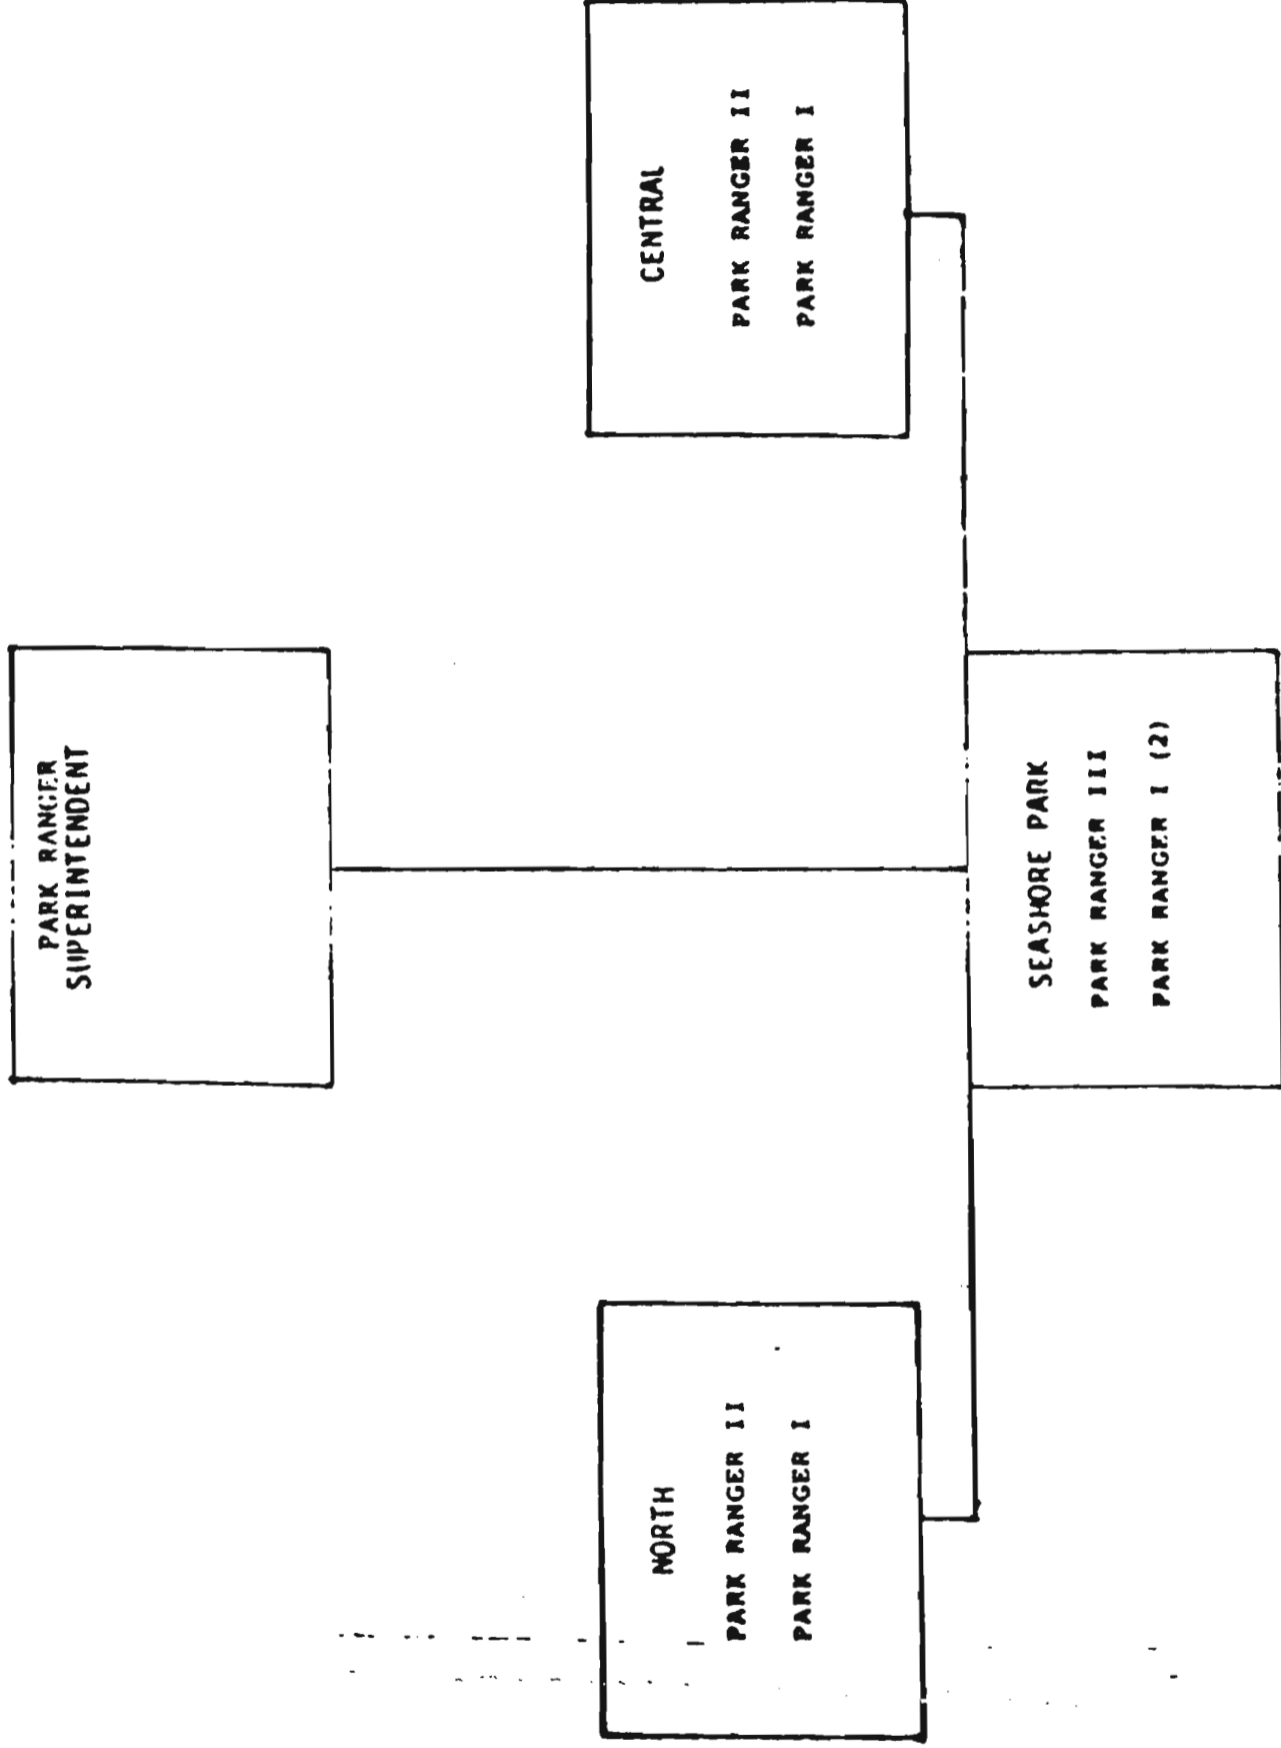 PARK RANGER
SUPERINTENDENT
NORTH
PARK RANGER II
PARK RANGER I
CENTRAL
PARK RANGER II
PARK RANGER I
SEASHORE PARK
PARK RANGER III
PARK RANGER I (2)